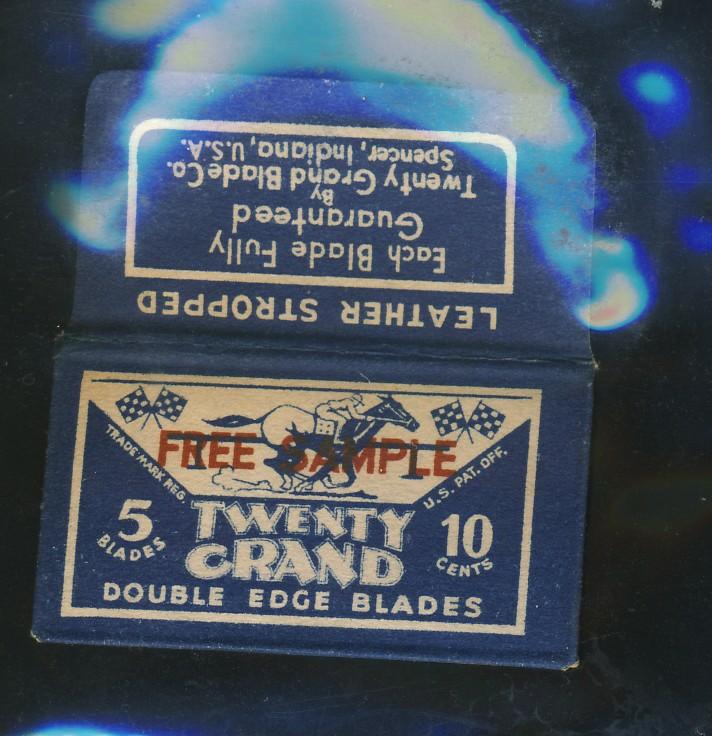 LEATHER STROPPED
Each Blade Fully
Guaranteed
By
Twenty Grand Blade Co.
Spencer, Indiana, U.S.A.
FREE SAMPLE
TRADE MARK REG.
U.S. PAT. OFF.
5
BLADES
TWENTY
GRAND
10
CENTS
DOUBLE EDGE BLADES